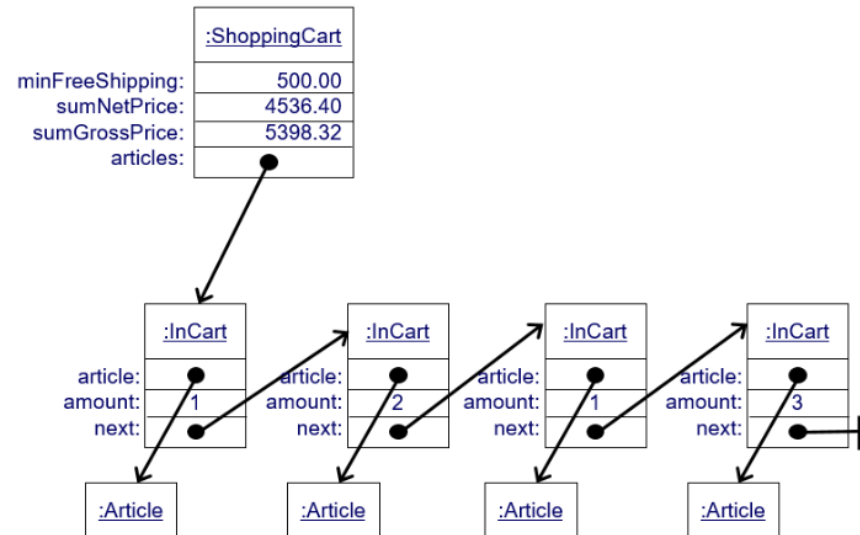 :ShoppingCart
minFreeShipping: 500.00
sumNetPrice: 4536.40
sumGrossPrice: 5398.32
articles:
:InCart :InCart :InCart :InCart
article: article: article: article:
amount: 1 amount: 2 amount: 1 amount: 3
next: next: next: next:
:Article :Article :Article :Article